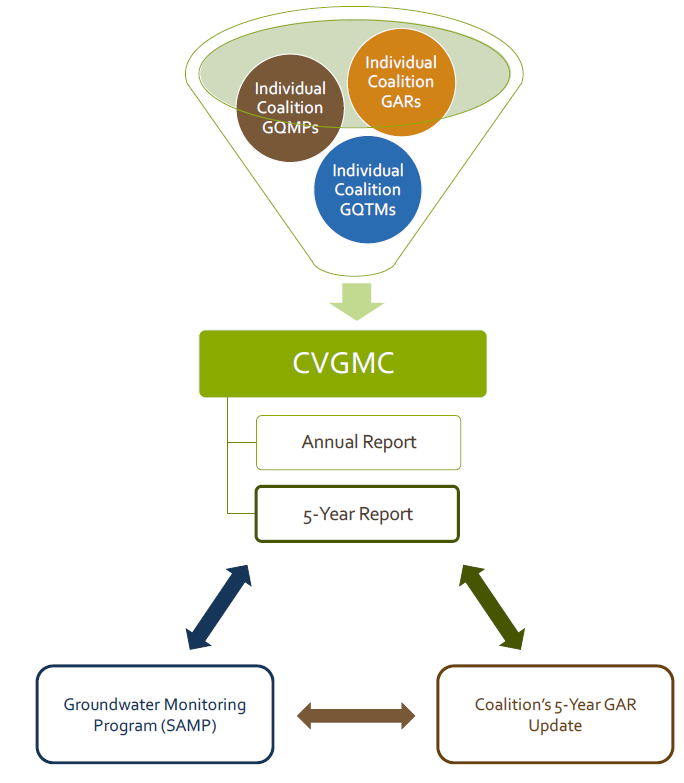 Individual
Coalition
GQMPs
Individual
Coalition
GARs
Individual
Coalition
GQTMs
CVGMC
Annual Report
5-Year Report
Groundwater Monitoring
Program (SAMP)
Coalition's 5-Year GAR
Update